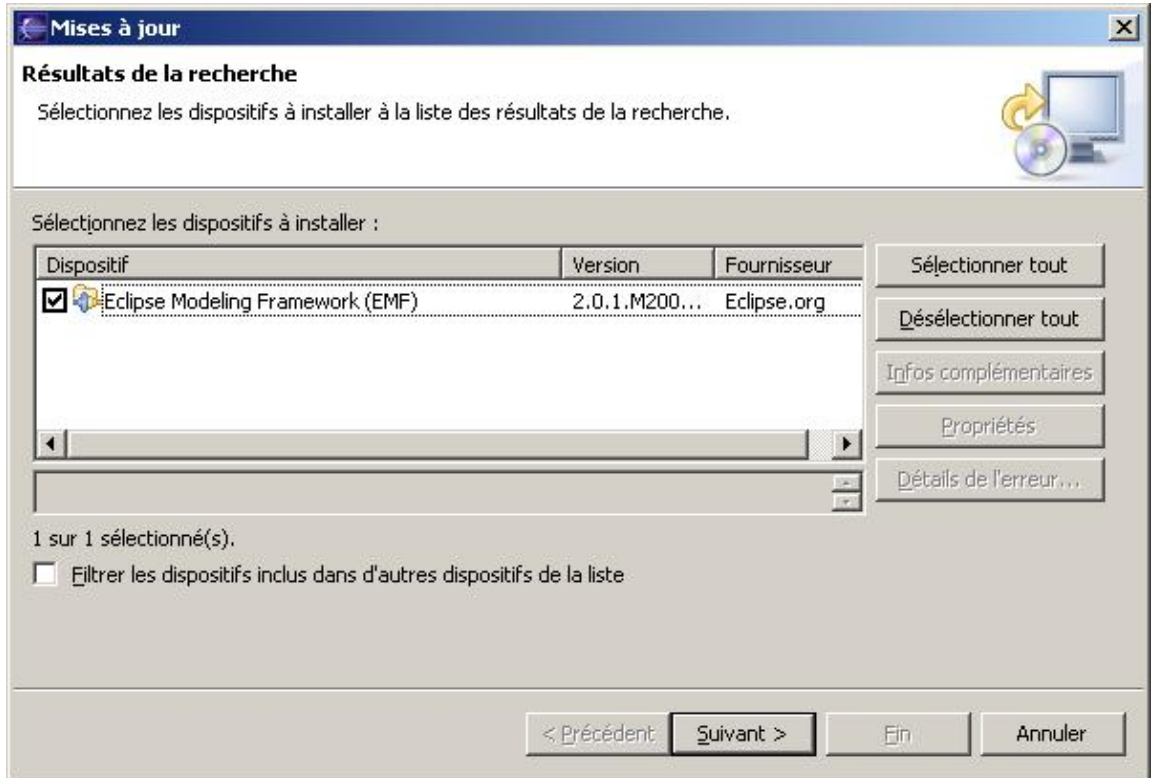 Mises à jour
Résultats de la recherche
Sélectionnez les dispositifs à installer à la liste des résultats de la recherche.
Sélectionnez les dispositifs à installer :
Dispositif Version Fournisseur
Eclipse Modeling Framework (EMF) 2.0.1.M200... Eclipse.org
Sélectionner tout
Désélectionner tout
Infos complémentaires
Propriétés
Détails de l'erreur...
1 sur 1 sélectionné(s).
Filtrer les dispositifs inclus dans d'autres dispositifs de la liste
< Précédent Suivant > Fin Annuler